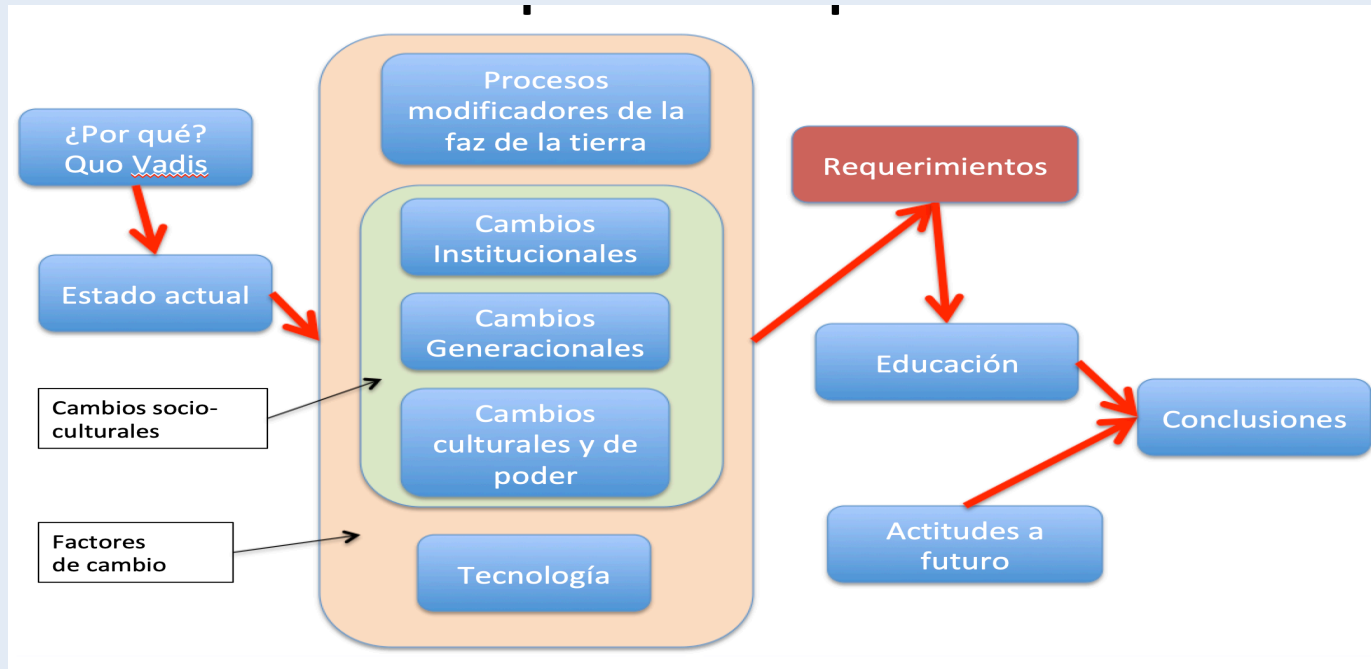 ¿Por qué?
Quo Vadis
Estado actual
Cambios socio-
culturales
Factores
de cambio
Procesos
modificadores de la
faz de la tierra
Cambios
Institucionales
Cambios
Generacionales
Cambios
culturales y de
poder
Tecnología
Requerimientos
Educación
Actitudes a
futuro
Conclusiones